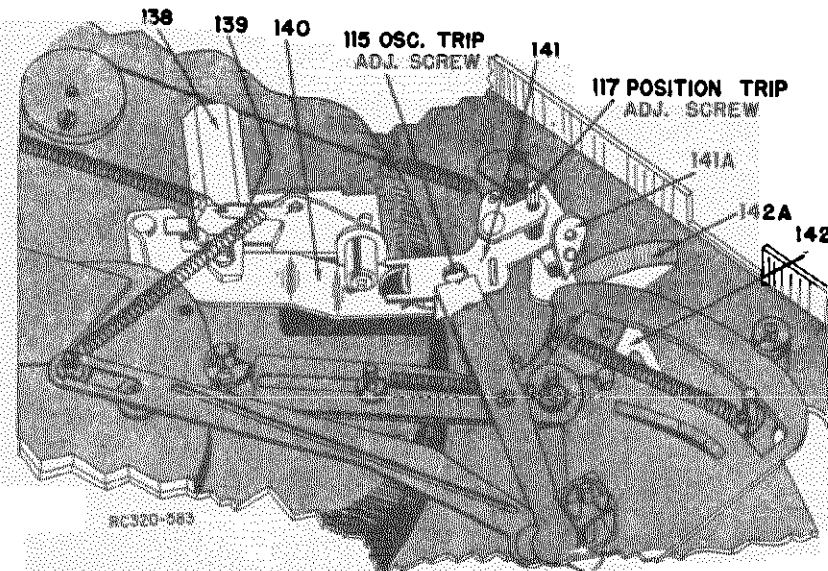 138
139
140
115 OSC. TRIP
ADJ. SCREW
141
117 POSITION TRIP
ADJ. SCREW
141A
142A
142
RC320-583